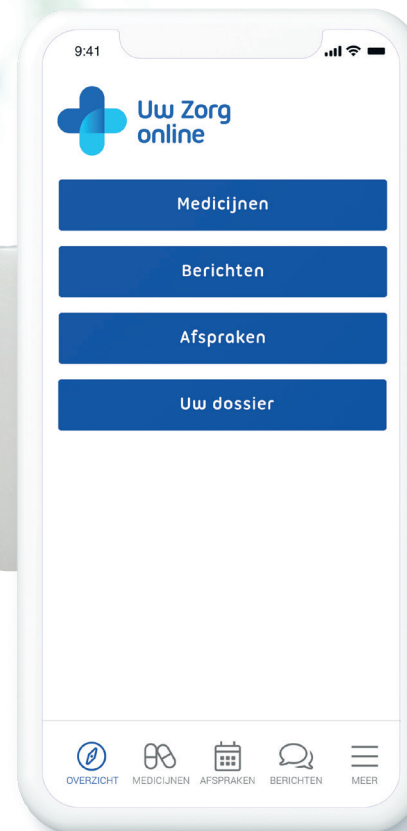 9:41
Uw Zorg
online
Medicijnen
Berichten
Afspraken
Uw dossier
OVERZICHT MEDICIJNEN AFSPRAKEN BERICHTEN MEER